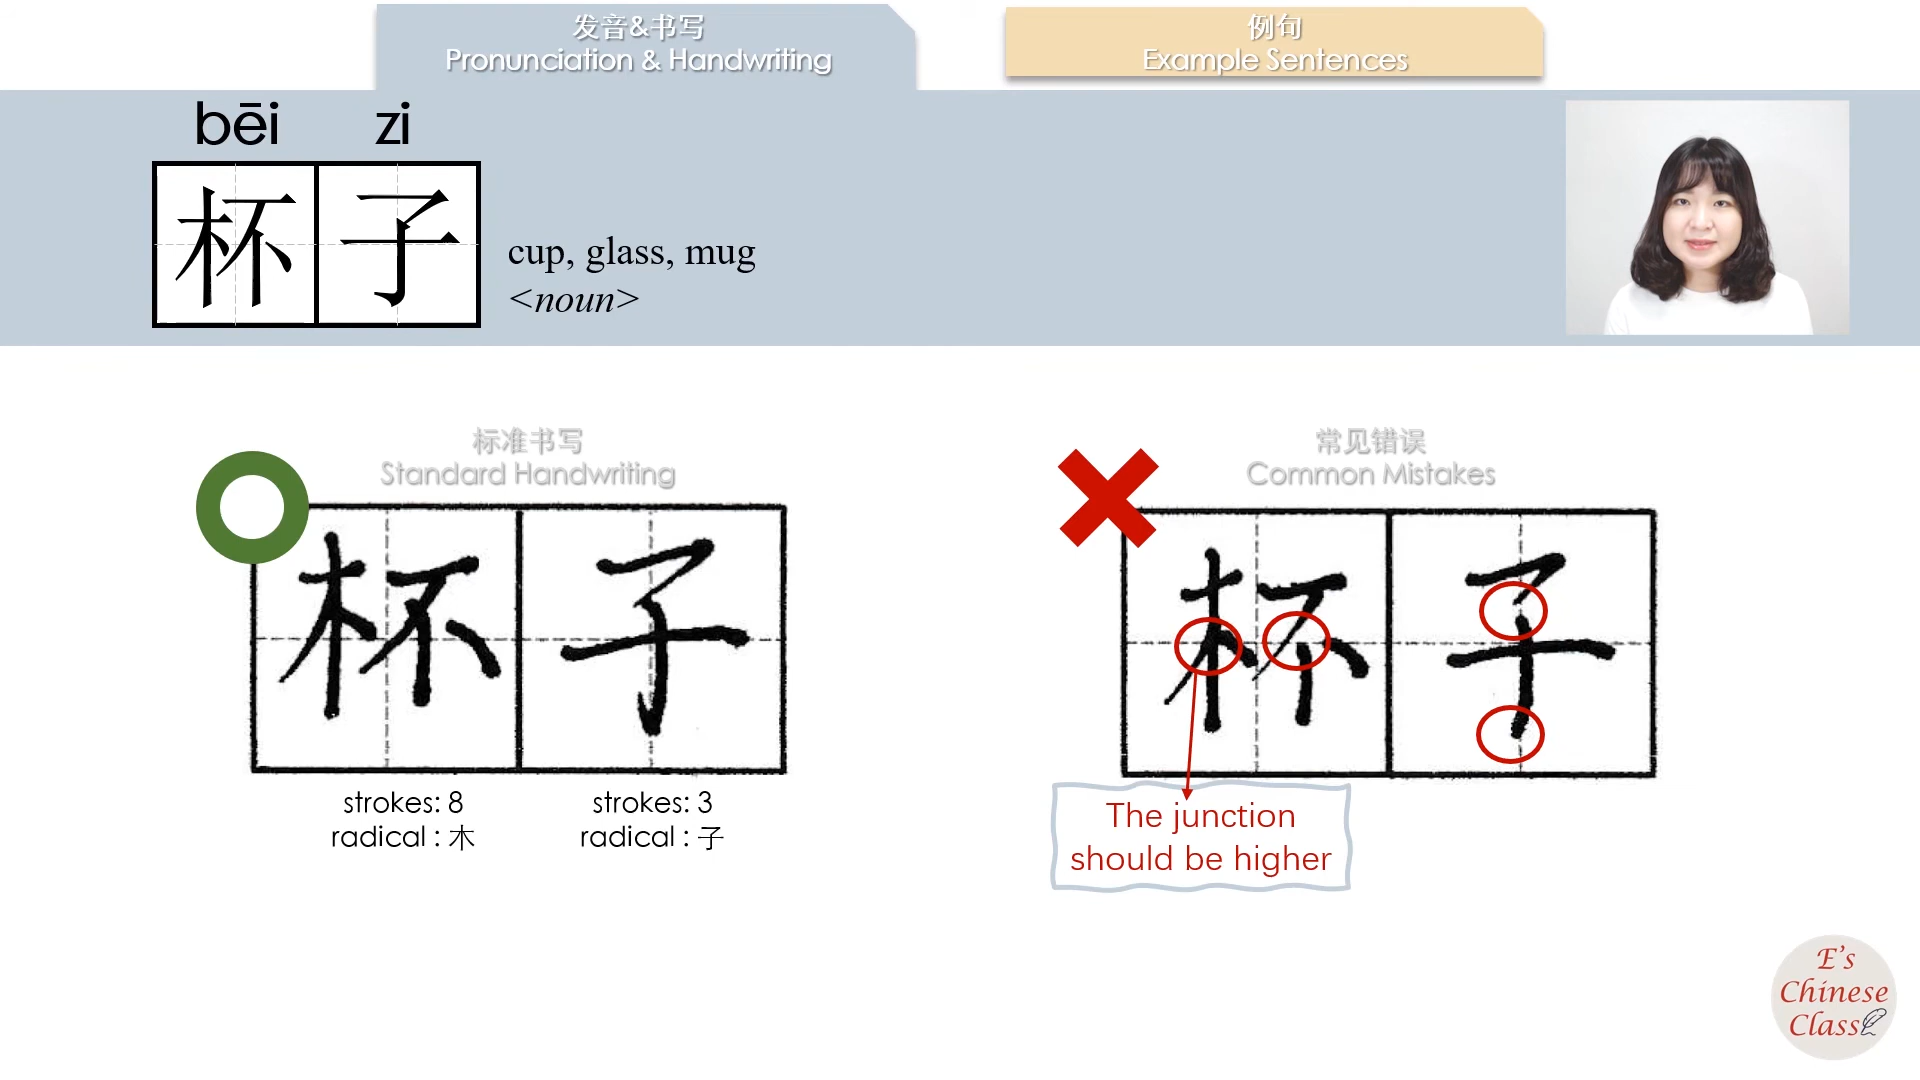 发音&书写
Pronunciation & Handwriting
例句
Example Sentences
bēi zi
杯子
cup, glass, mug
<noun>
标准书写
Standard Handwriting
杯子
strokes: 8
radical : 木
strokes: 3
radical : 子
常见错误
Common Mistakes
杯子
The junction
should be higher
E's
Chinese
Class